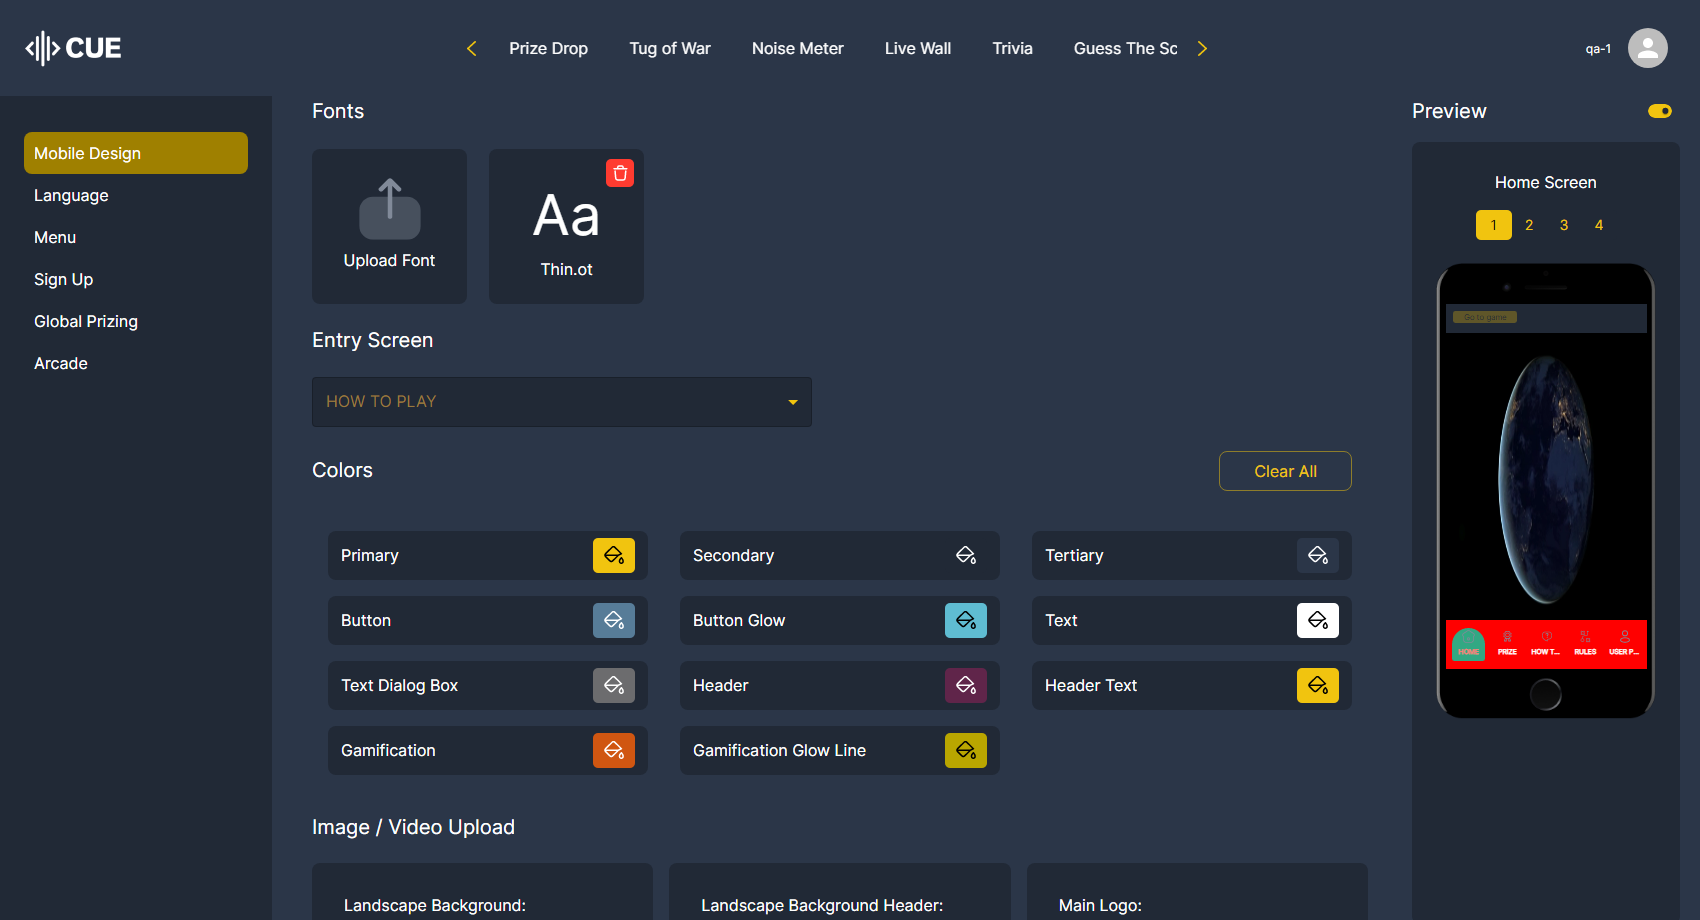 CUE
Prize Drop
Tug of War
Noise Meter
Live Wall
Trivia
Guess The Sc
qa-1
Mobile Design
Language
Menu
Sign Up
Global Prizing
Arcade
Fonts
Upload Font
Aa
Thin.ot
Entry Screen
HOW TO PLAY
Colors
Clear All
Primary
Secondary
Tertiary
Button
Button Glow
Text
Text Dialog Box
Header
Header Text
Gamification
Gamification Glow Line
Image / Video Upload
Landscape Background:
Landscape Background Header:
Main Logo:
Preview
Home Screen
1 2 3 4
Go to game
HOME
PRIZE
HOW T...
RULES
USER P...